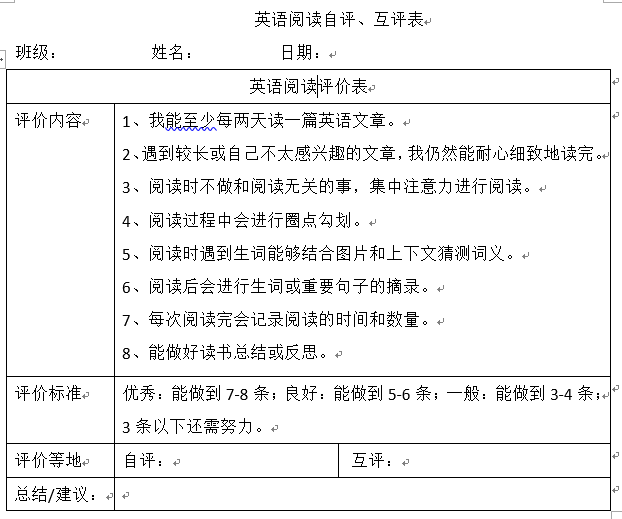 英语阅读自评、互评表
班级： 姓名： 日期：
英语阅读评价表
评价内容
1、我能至少每两天读一篇英语文章。
2、遇到较长或自己不太感兴趣的文章，我仍然能耐心细致地读完。
3、阅读时不做和阅读无关的事，集中注意力进行阅读。
4、阅读过程中会进行圈点勾划。
5、阅读时遇到生词能够结合图片和上下文猜测词义。
6、阅读后会进行生词或重要句子的摘录。
7、每次阅读完会记录阅读的时间和数量。
8、能做好读书总结或反思。
评价标准
优秀：能做到 7-8 条；良好：能做到 5-6 条；一般：能做到 3-4 条；
3 条以下还需努力。
评价等地 自评： 互评：
总结/建议：